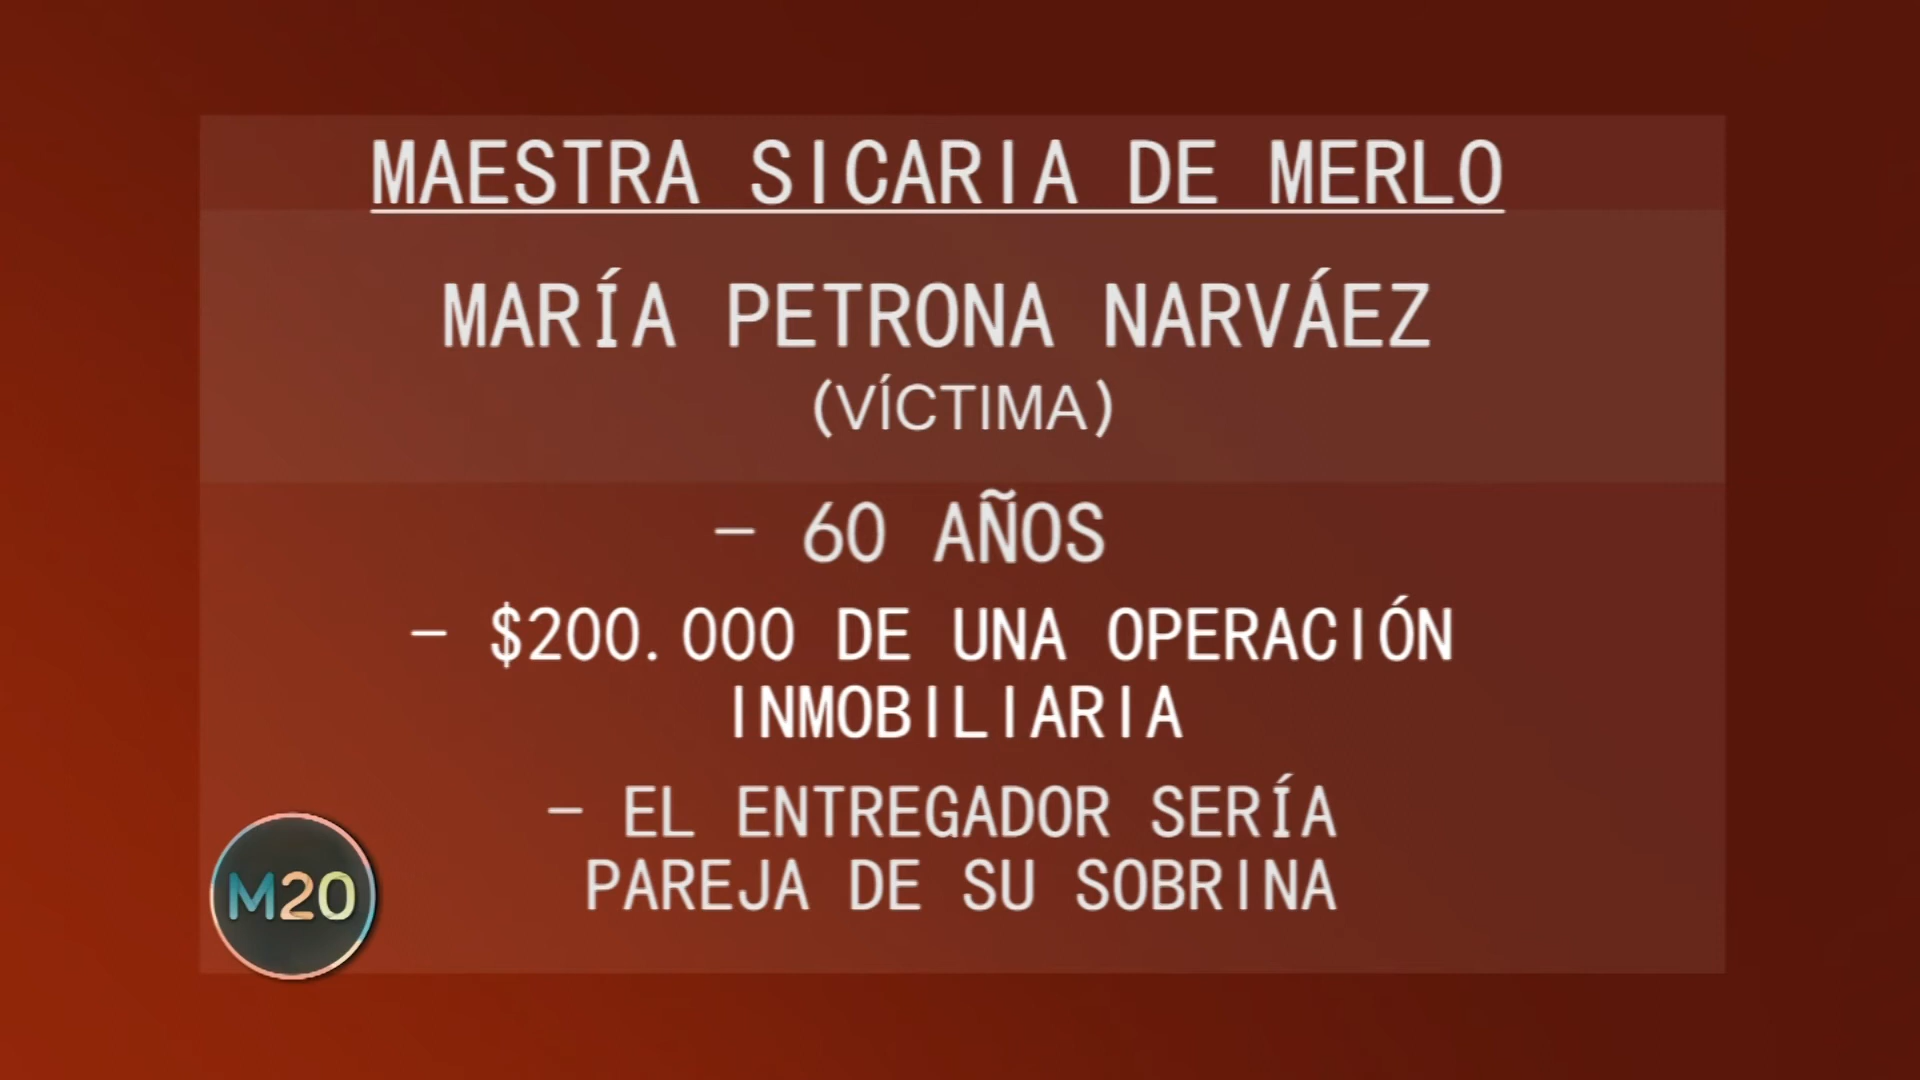 MAESTRA SICARIA DE MERLO
MARÍA PETRONA NARVÁEZ
(VÍCTIMA)
- 60 AÑOS
- $200.000 DE UNA OPERACIÓN
INMOBILIARIA
- EL ENTREGADOR SERÍA
PAREJA DE SU SOBRINA
M20